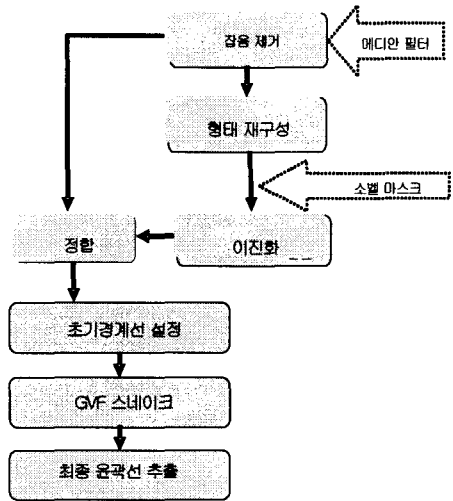 잡음 제거
메디안 필터
형태 재구성
소벨 마스크
정합
이진화
초기경계선 설정
GVF 스네이크
최종 윤곽선 추출